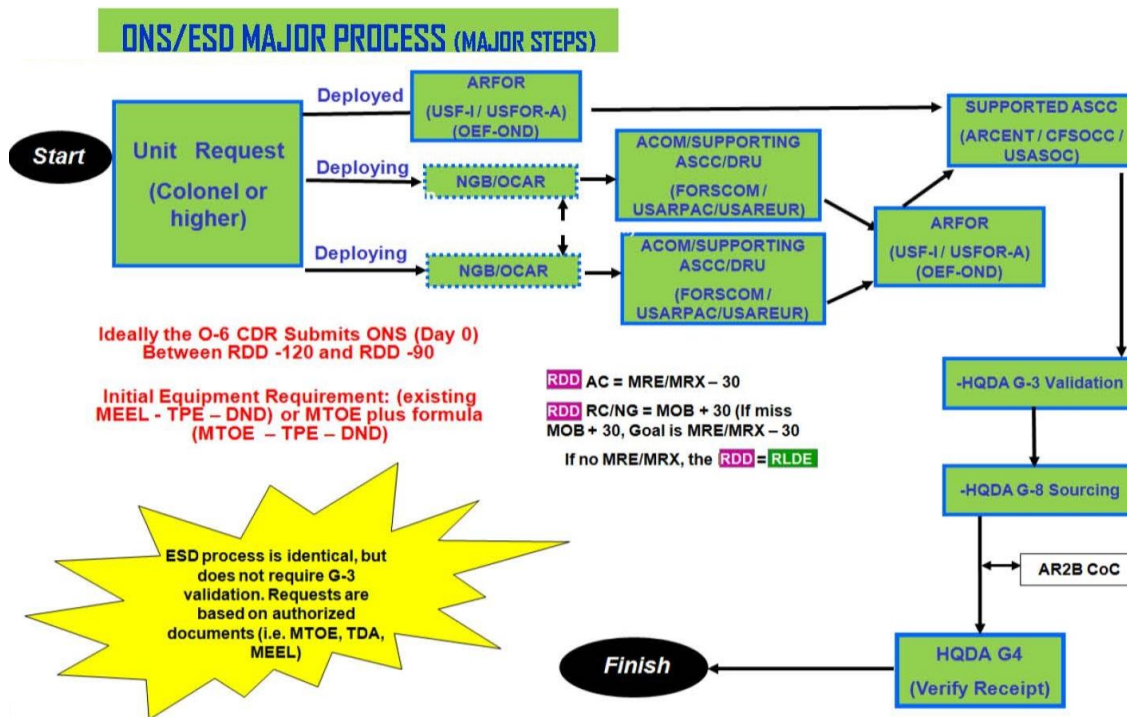 ONS/ESD MAJOR PROCESS (MAJOR STEPS)
Start
Unit Request
(Colonel or
higher)
Deployed
ARFOR
(USF-I / USFOR-A)
(OEF-OND)
SUPPORTED ASCC
(ARCENT / CFSOCC /
USASOC)
Deploying
NGB/OCAR
ACOM/SUPPORTING
ASCC/DRU
(FORSCOM /
USARPAC/USAREUR)
Deploying
NGB/OCAR
ACOM/SUPPORTING
ASCC/DRU
(FORSCOM /
USARPAC/USAREUR)
ARFOR
(USF-I / USFOR-A)
(OEF-OND)
Ideally the O-6 CDR Submits ONS (Day 0)
Between RDD -120 and RDD -90
Initial Equipment Requirement: (existing
MEEL - TPE – DND) or MTOE plus formula
(MTOE – TPE – DND)
RDD AC = MRE/MRX – 30
RDD RC/NG = MOB + 30 (If miss
MOB + 30, Goal is MRE/MRX – 30
If no MRE/MRX, the RDD = RLDE
-HQDA G-3 Validation
-HQDA G-8 Sourcing
AR2B CoC
HQDA G4
(Verify Receipt)
Finish
ESD process is identical, but
does not require G-3
validation. Requests are
based on authorized
documents (i.e. MTOE, TDA,
MEEL)